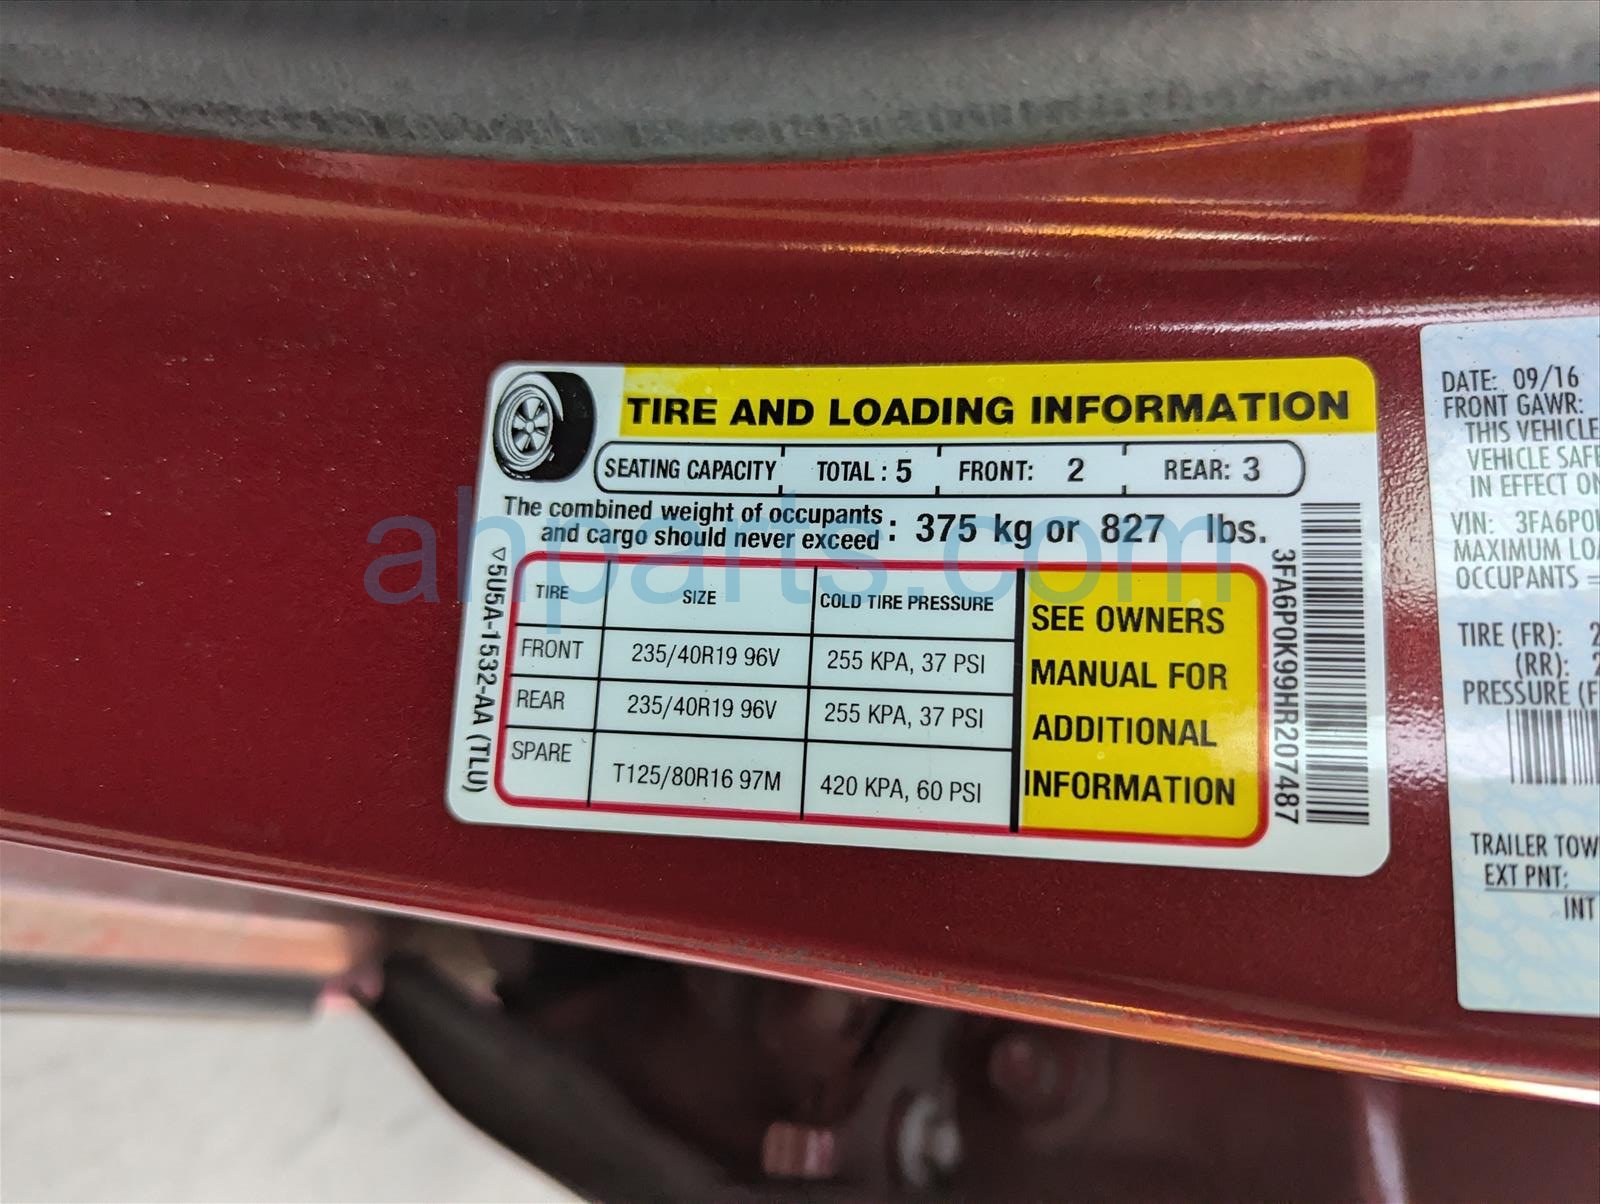 TIRE AND LOADING INFORMATION
SEATING CAPACITY TOTAL : 5 FRONT: 2 REAR: 3
The combined weight of occupants
and cargo should never exceed : 375 kg or 827 lbs.
TIRE SIZE COLD TIRE PRESSURE
FRONT 235/40R19 96V 255 KPA, 37 PSI
REAR 235/40R19 96V 255 KPA, 37 PSI
SPARE T125/80R16 97M 420 KPA, 60 PSI
SEE OWNERS
MANUAL FOR
ADDITIONAL
INFORMATION
5U5A-1532-AA (TLU)
3FA6P0K99HR207487
ahparts.com
DATE: 09/16
FRONT GAWR:
THIS VEHICLE
VEHICLE SAFE
IN EFFECT ON
VIN: 3FA6P0
MAXIMUM LO
OCCUPANTS =
TIRE (FR): 2
(RR): 2
PRESSURE (F
TRAILER TOW
EXT PNT:
INT